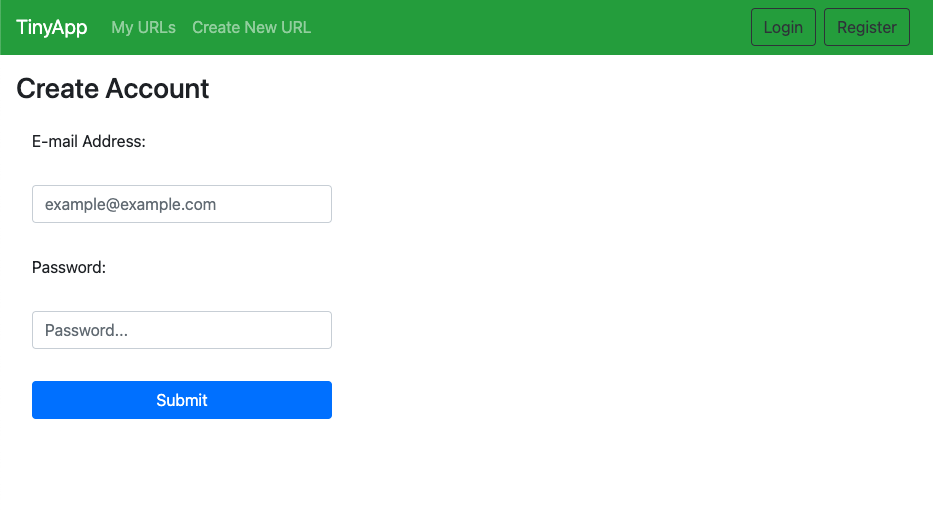 TinyApp My URLs Create New URL Login Register
Create Account
E-mail Address:
example@example.com
Password:
Password...
Submit